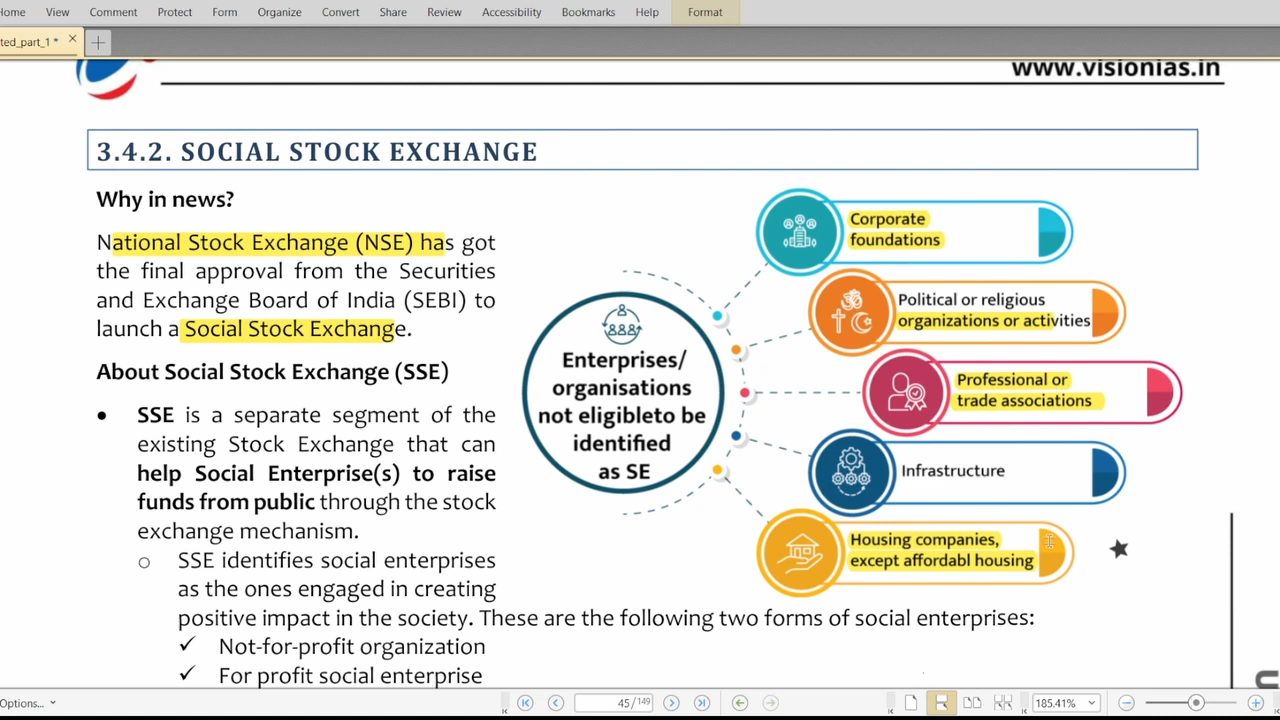 Home View Comment Protect Form Organize Convert Share Review Accessibility Bookmarks Help Format
ted_part_1 *
www.visionias.in
3.4.2. SOCIAL STOCK EXCHANGE
Why in news?
National Stock Exchange (NSE) has got
the final approval from the Securities
and Exchange Board of India (SEBI) to
launch a Social Stock Exchange.
About Social Stock Exchange (SSE)
• SSE is a separate segment of the
existing Stock Exchange that can
help Social Enterprise(s) to raise
funds from public through the stock
exchange mechanism.
o SSE identifies social enterprises
as the ones engaged in creating
positive impact in the society. These are the following two forms of social enterprises:
✓ Not-for-profit organization
✓ For profit social enterprise
Enterprises/
organisations
not eligibleto be
identified
as SE
Corporate
foundations
Political or religious
organizations or activities
Professional or
trade associations
Infrastructure
Housing companies,
except affordabl housing
Options...
45 / 149
185.41%